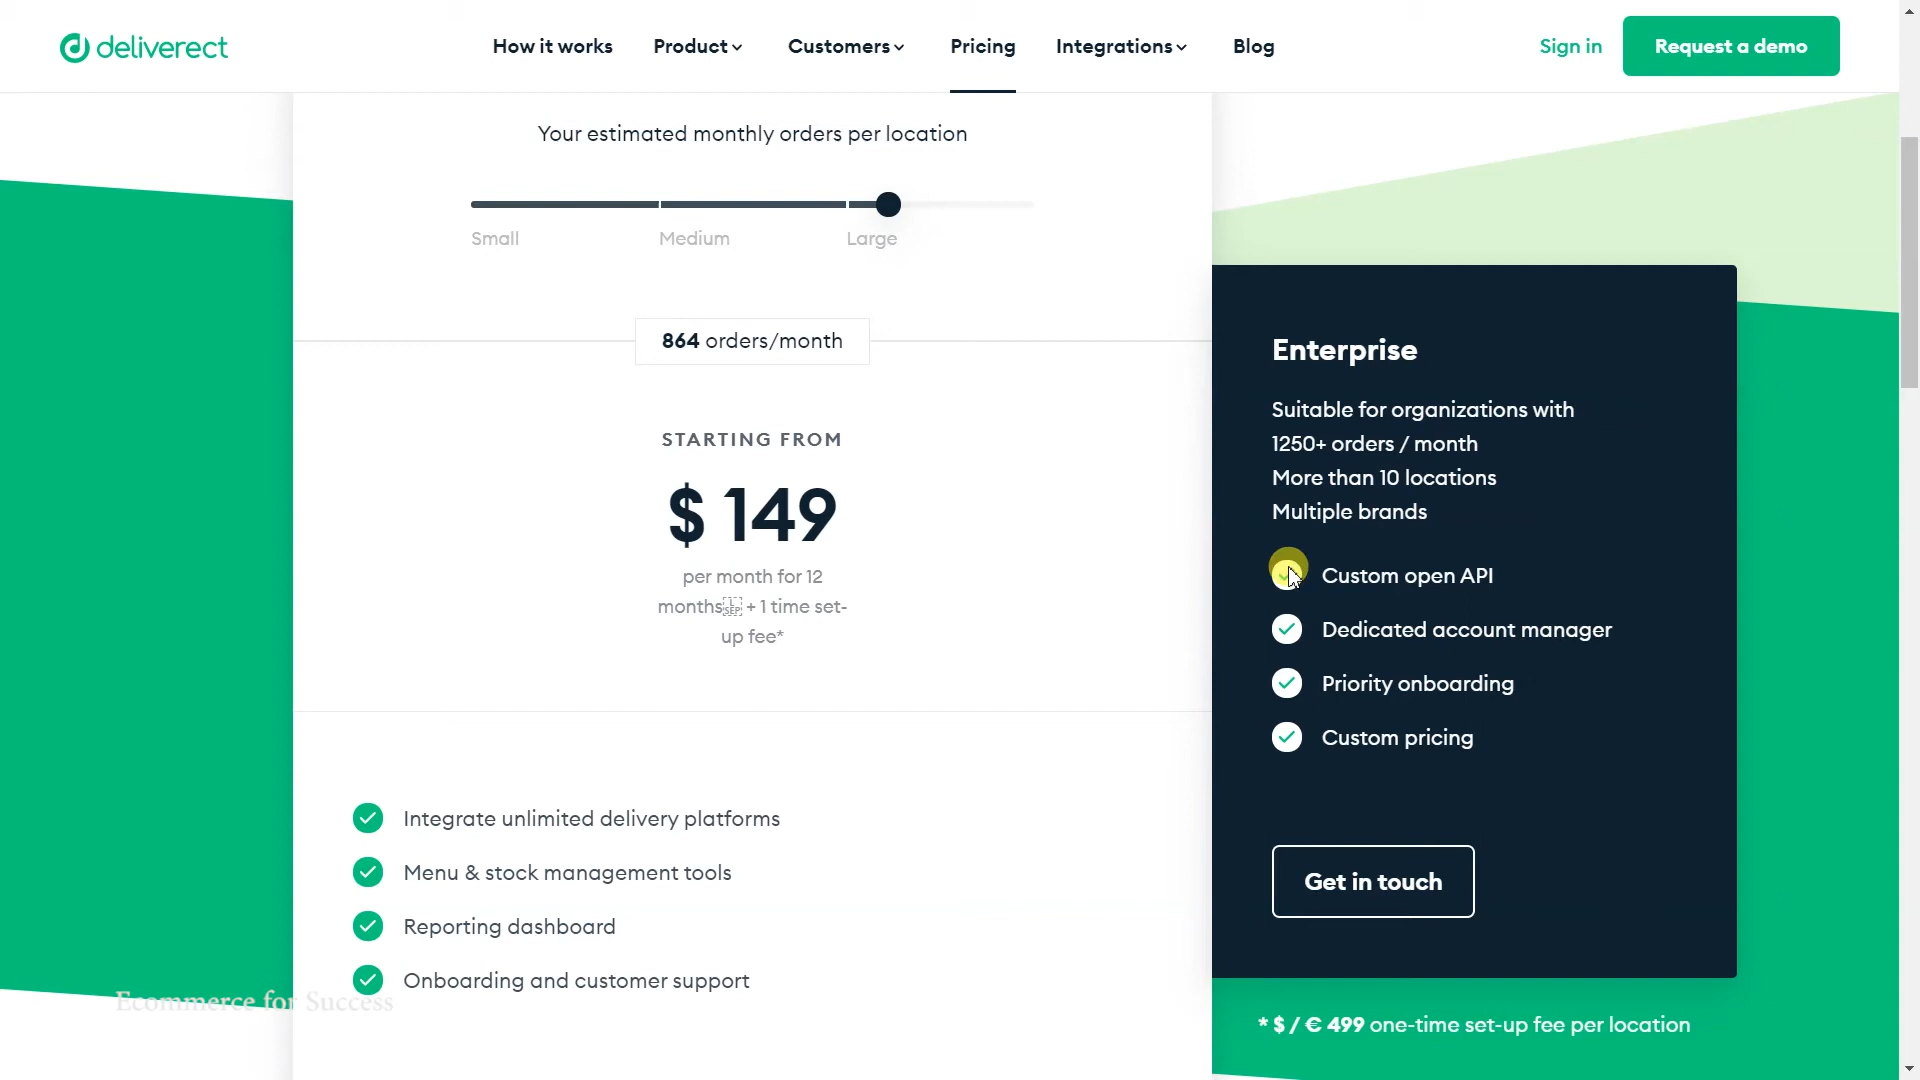 deliverect
How it works
Product
Customers
Pricing
Integrations
Blog
Sign in
Request a demo
Your estimated monthly orders per location
Small
Medium
Large
864 orders/month
STARTING FROM
$ 149
per month for 12
months + 1 time set-
up fee*
Integrate unlimited delivery platforms
Menu & stock management tools
Reporting dashboard
Onboarding and customer support
Ecommerce for Success
Enterprise
Suitable for organizations with
1250+ orders / month
More than 10 locations
Multiple brands
Custom open API
Dedicated account manager
Priority onboarding
Custom pricing
Get in touch
* $ / € 499 one-time set-up fee per location